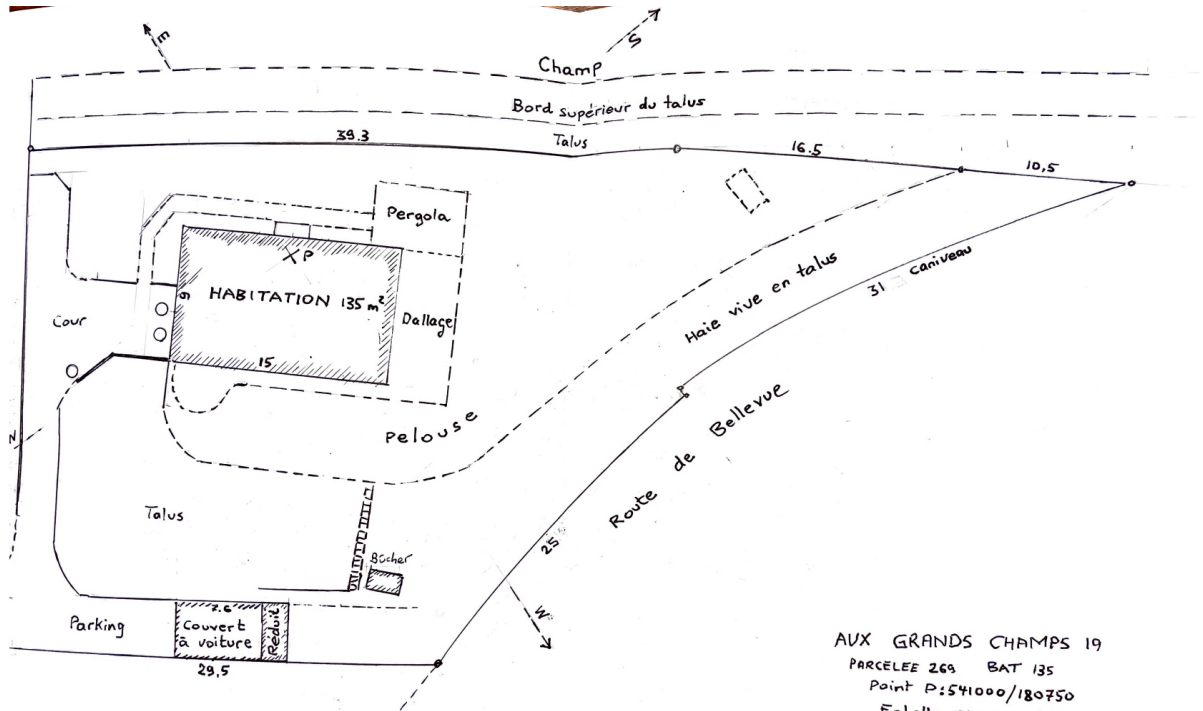 E
S
Champ
Bord supérieur du talus
39.3
Talus
16.5
10,5
Pergola
P
HABITATION 135 m²
9
15
Dallage
Cour
Haie vive en talus
31 Caniveau
N
Pelouse
Route de Bellevue
Talus
25
Bûcher
W
Parking
7.6
Couvert
à voiture
Réduit
29,5
AUX GRANDS CHAMPS 19
PARCELEE 269 BAT 135
Point P:541000/180750